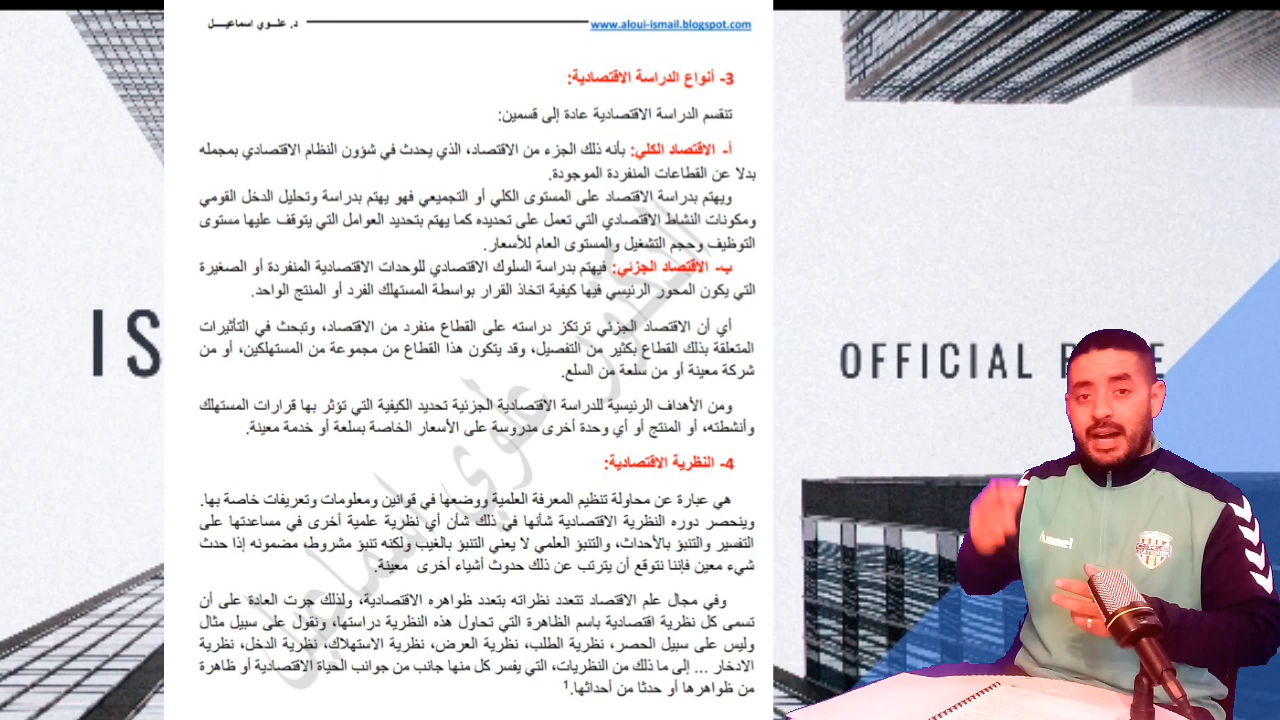 د. علــوي اسماعيــــل
www.aloui-ismail.blogspot.com
3- أنواع الدراسة الاقتصادية:
تنقسم الدراسة الاقتصادية عادة إلى قسمين:
أ- الاقتصاد الكلي: بأنه ذلك الجزء من الاقتصاد، الذي يحدث في شؤون النظام الاقتصادي بمجمله
بدلا عن القطاعات المنفردة الموجودة.
ويهتم بدراسة الاقتصاد على المستوى الكلي أو التجميعي فهو يهتم بدراسة وتحليل الدخل القومي
ومكونات النشاط الاقتصادي التي تعمل على تحديده كما يهتم بتحديد العوامل التي يتوقف عليها مستوى
التوظيف وحجم التشغيل والمستوى العام للأسعار.
ب- الاقتصاد الجزئي: فيهتم بدراسة السلوك الاقتصادي للوحدات الاقتصادية المنفردة أو الصغيرة
التي يكون المحور الرئيسي فيها كيفية اتخاذ القرار بواسطة المستهلك الفرد أو المنتج الواحد.
أي أن الاقتصاد الجزئي ترتكز دراسته على القطاع منفرد من الاقتصاد، وتبحث في التأثيرات
المتعلقة بذلك القطاع بكثير من التفصيل، وقد يتكون هذا القطاع من مجموعة من المستهلكين، أو من
شركة معينة أو من سلعة من السلع.
ومن الأهداف الرئيسية للدراسة الاقتصادية الجزئية تحديد الكيفية التي تؤثر بها قرارات المستهلك
وأنشطته، أو المنتج أو أي وحدة أخرى مدروسة على الأسعار الخاصة بسلعة أو خدمة معينة.
4- النظرية الاقتصادية:
هي عبارة عن محاولة تنظيم المعرفة العلمية ووضعها في قوانين ومعلومات وتعريفات خاصة بها.
وينحصر دوره النظرية الاقتصادية شأنها في ذلك شأن أي نظرية علمية أخرى في مساعدتها على
التفسير والتنبؤ بالأحداث، والتنبؤ العلمي لا يعني التنبؤ بالغيب ولكنه تنبؤ مشروط، مضمونه إذا حدث
شيء معين فإننا نتوقع أن يترتب عن ذلك حدوث أشياء أخرى معينة.
وفي مجال علم الاقتصاد تتعدد نظراته بتعدد ظواهره الاقتصادية، ولذلك جرت العادة على أن
تسمى كل نظرية اقتصادية باسم الظاهرة التي تحاول هذه النظرية دراستها، ونقول على سبيل مثال
وليس على سبيل الحصر، نظرية الطلب، نظرية العرض، نظرية الاستهلاك، نظرية الدخل، نظرية
الادخار ... إلى ما ذلك من النظريات، التي يفسر كل منها جانب من جوانب الحياة الاقتصادية أو ظاهرة
من ظواهرها أو حدثا من أحداثها.1
الدكتور علوي اسماعيل
IS
OFFICIAL
hummel